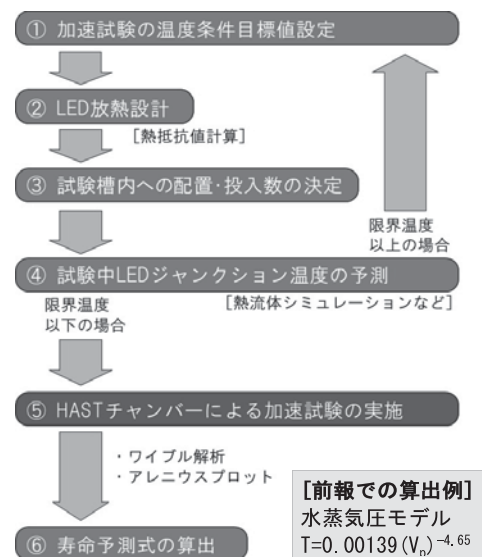 ① 加速試験の温度条件目標値設定
② LED放熱設計
[熱抵抗値計算]
③ 試験槽内への配置・投入数の決定
限界温度
以上の場合
④ 試験中LEDジャンクション温度の予測
限界温度
以下の場合
[熱流体シミュレーションなど]
⑤ HASTチャンバーによる加速試験の実施
・ワイブル解析
・アレニウスプロット
⑥ 寿命予測式の算出
[前報での算出例]
水蒸気圧モデル
T=0.00139(Vₚ)⁻⁴·⁶⁵